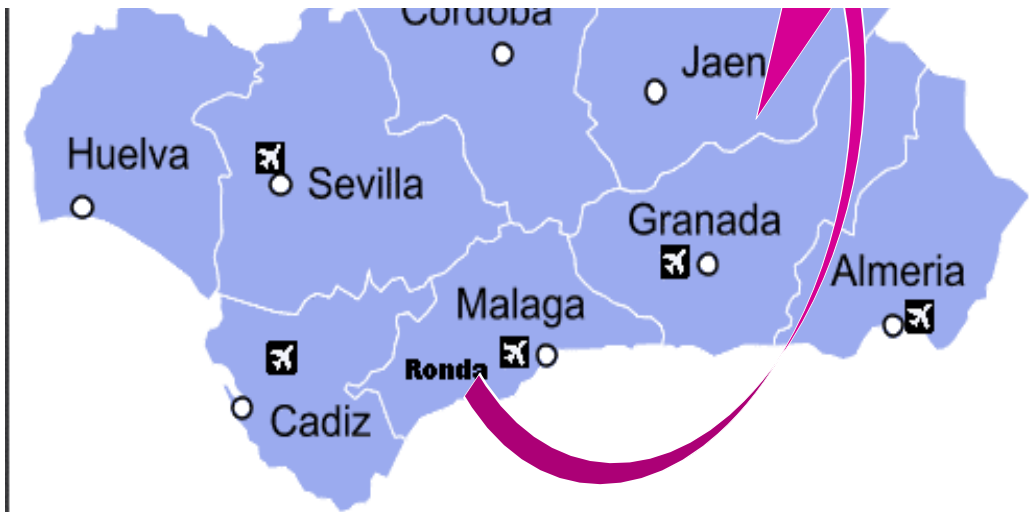 Cordoba
Jaen
Huelva
Sevilla
Granada
Almeria
Malaga
Ronda
Cadiz